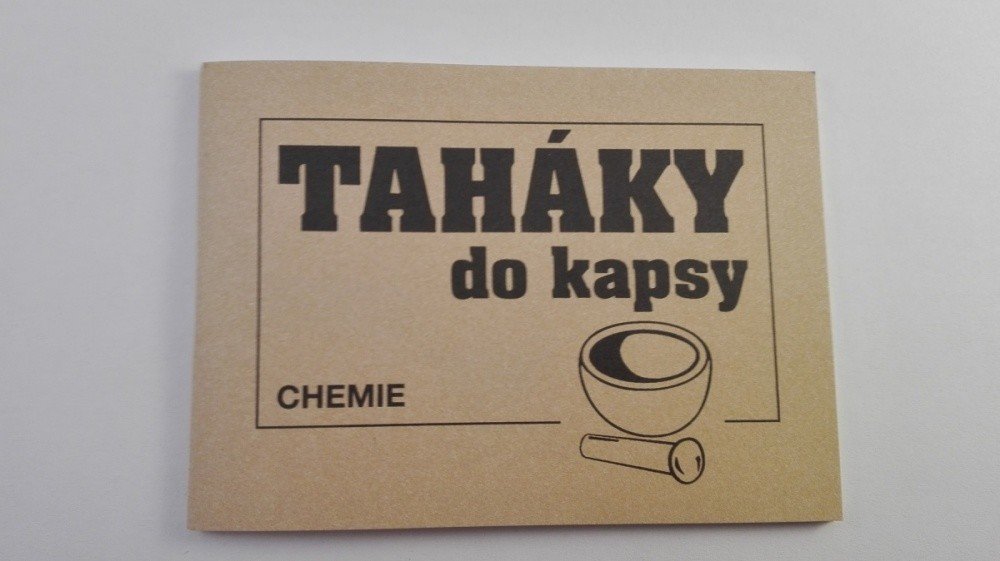 TAHÁKY
do kapsy
CHEMIE